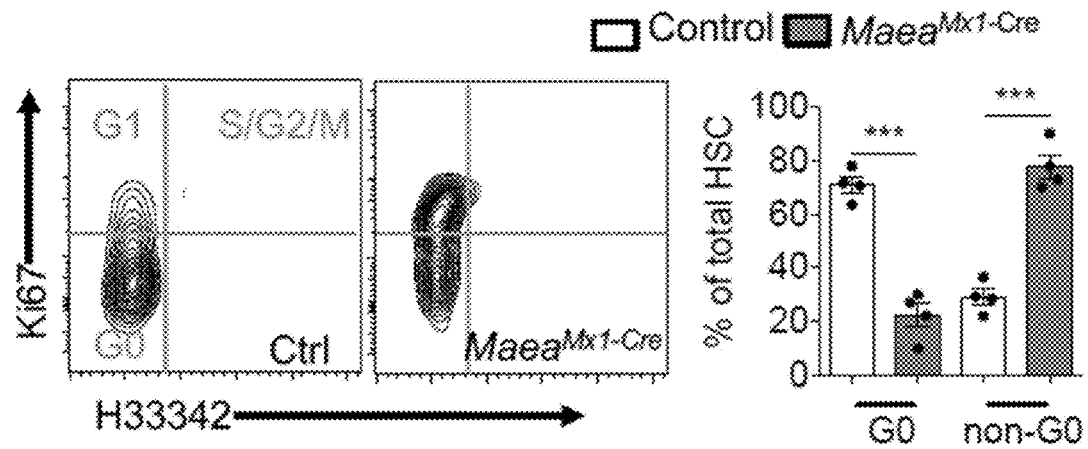 Control Maea^Mx1-Cre
Ki67
G1 S/G2/M
G0 Ctrl
Maea^Mx1-Cre
H33342
% of total HSC
100
80
60
40
20
0
***
***
G0 non-G0